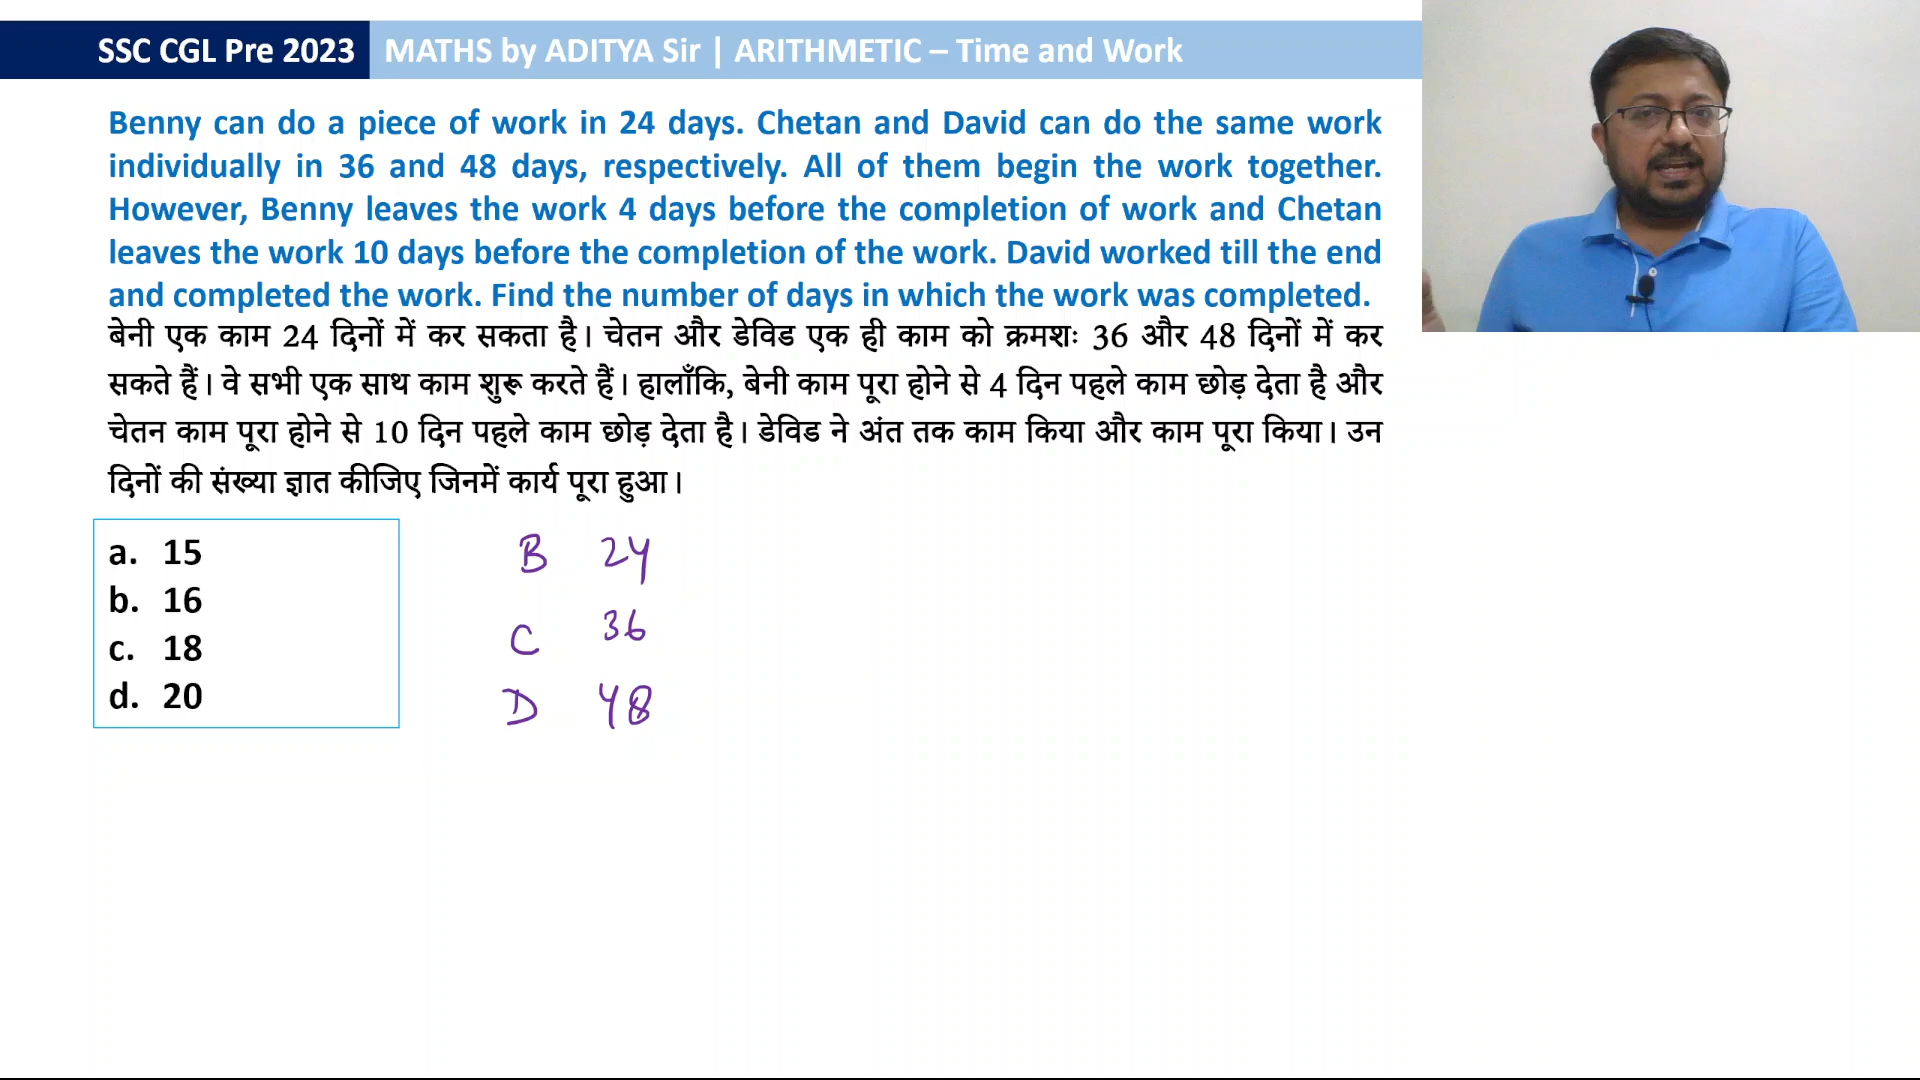 SSC CGL Pre 2023 MATHS by ADITYA Sir | ARITHMETIC – Time and Work
Benny can do a piece of work in 24 days. Chetan and David can do the same work
individually in 36 and 48 days, respectively. All of them begin the work together.
However, Benny leaves the work 4 days before the completion of work and Chetan
leaves the work 10 days before the completion of the work. David worked till the end
and completed the work. Find the number of days in which the work was completed.
बेनी एक काम 24 दिनों में कर सकता है। चेतन और डेविड एक ही काम को क्रमशः 36 और 48 दिनों में कर
सकते हैं। वे सभी एक साथ काम शुरू करते हैं। हालाँकि, बेनी काम पूरा होने से 4 दिन पहले काम छोड़ देता है और
चेतन काम पूरा होने से 10 दिन पहले काम छोड़ देता है। डेविड ने अंत तक काम किया और काम पूरा किया। उन
दिनों की संख्या ज्ञात कीजिए जिनमें कार्य पूरा हुआ।
a. 15
b. 16
c. 18
d. 20
B 24
C 36
D 48